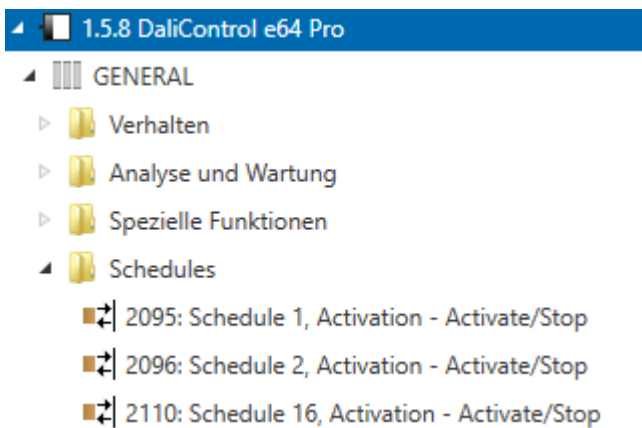 1.5.8 DaliControl e64 Pro
GENERAL
Verhalten
Analyse und Wartung
Spezielle Funktionen
Schedules
2095: Schedule 1, Activation - Activate/Stop
2096: Schedule 2, Activation - Activate/Stop
2110: Schedule 16, Activation - Activate/Stop